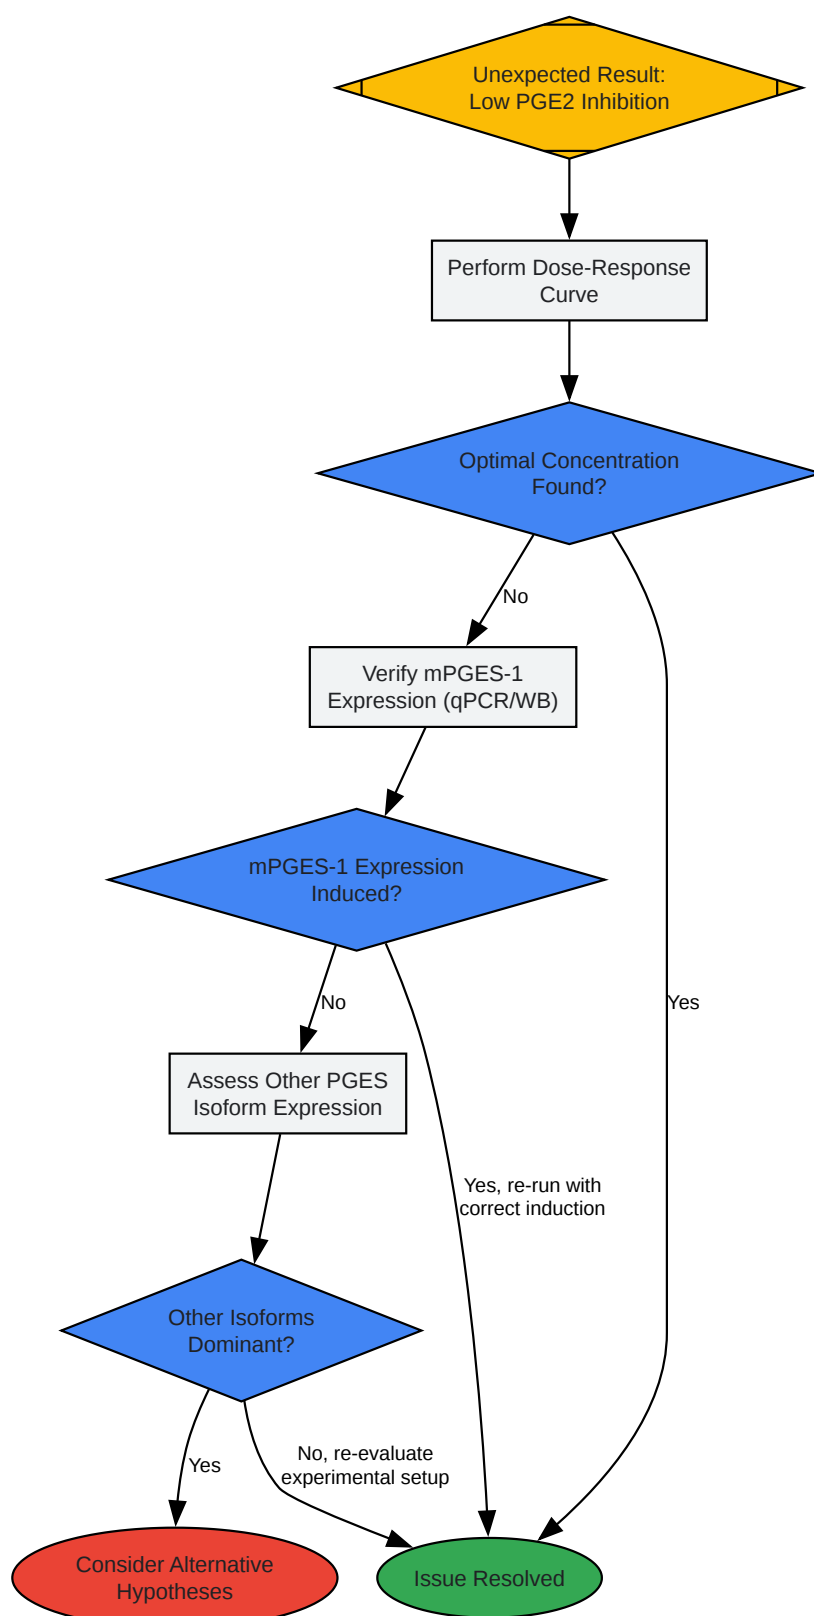 Unexpected Result:
Low PGE2 Inhibition
Perform Dose-Response
Curve
Optimal Concentration
Found?
No
Verify mPGES-1
Expression (qPCR/WB)
mPGES-1 Expression
Induced?
No
Yes
Assess Other PGES
Isoform Expression
Yes, re-run with
correct induction
Other Isoforms
Dominant?
Yes
No, re-evaluate
experimental setup
Consider Alternative
Hypotheses
Issue Resolved